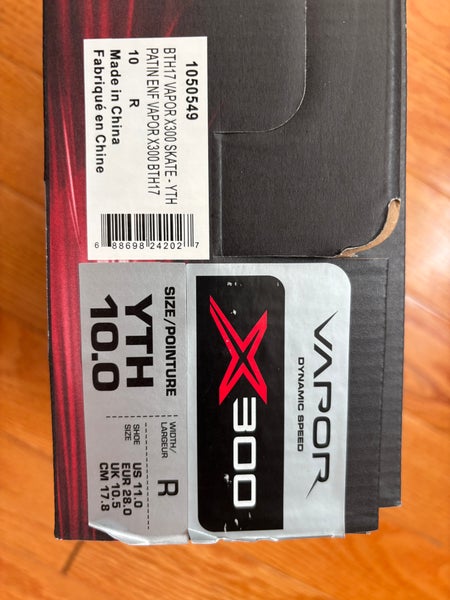 1050549
BTH17 VAPOR X300 SKATE - YTH
PATIN ENF VAPOR X300 BTH17
10 R
Made in China
Fabriqué en Chine
6 88698 24202 7
SIZE/POINTURE
YTH
10.0
WIDTH/
LARGEUR
R
SHOE
SIZE
US 11.0
EUR 28.0
UK 10.5
CM 17.8
VAPOR
DYNAMIC SPEED
X300